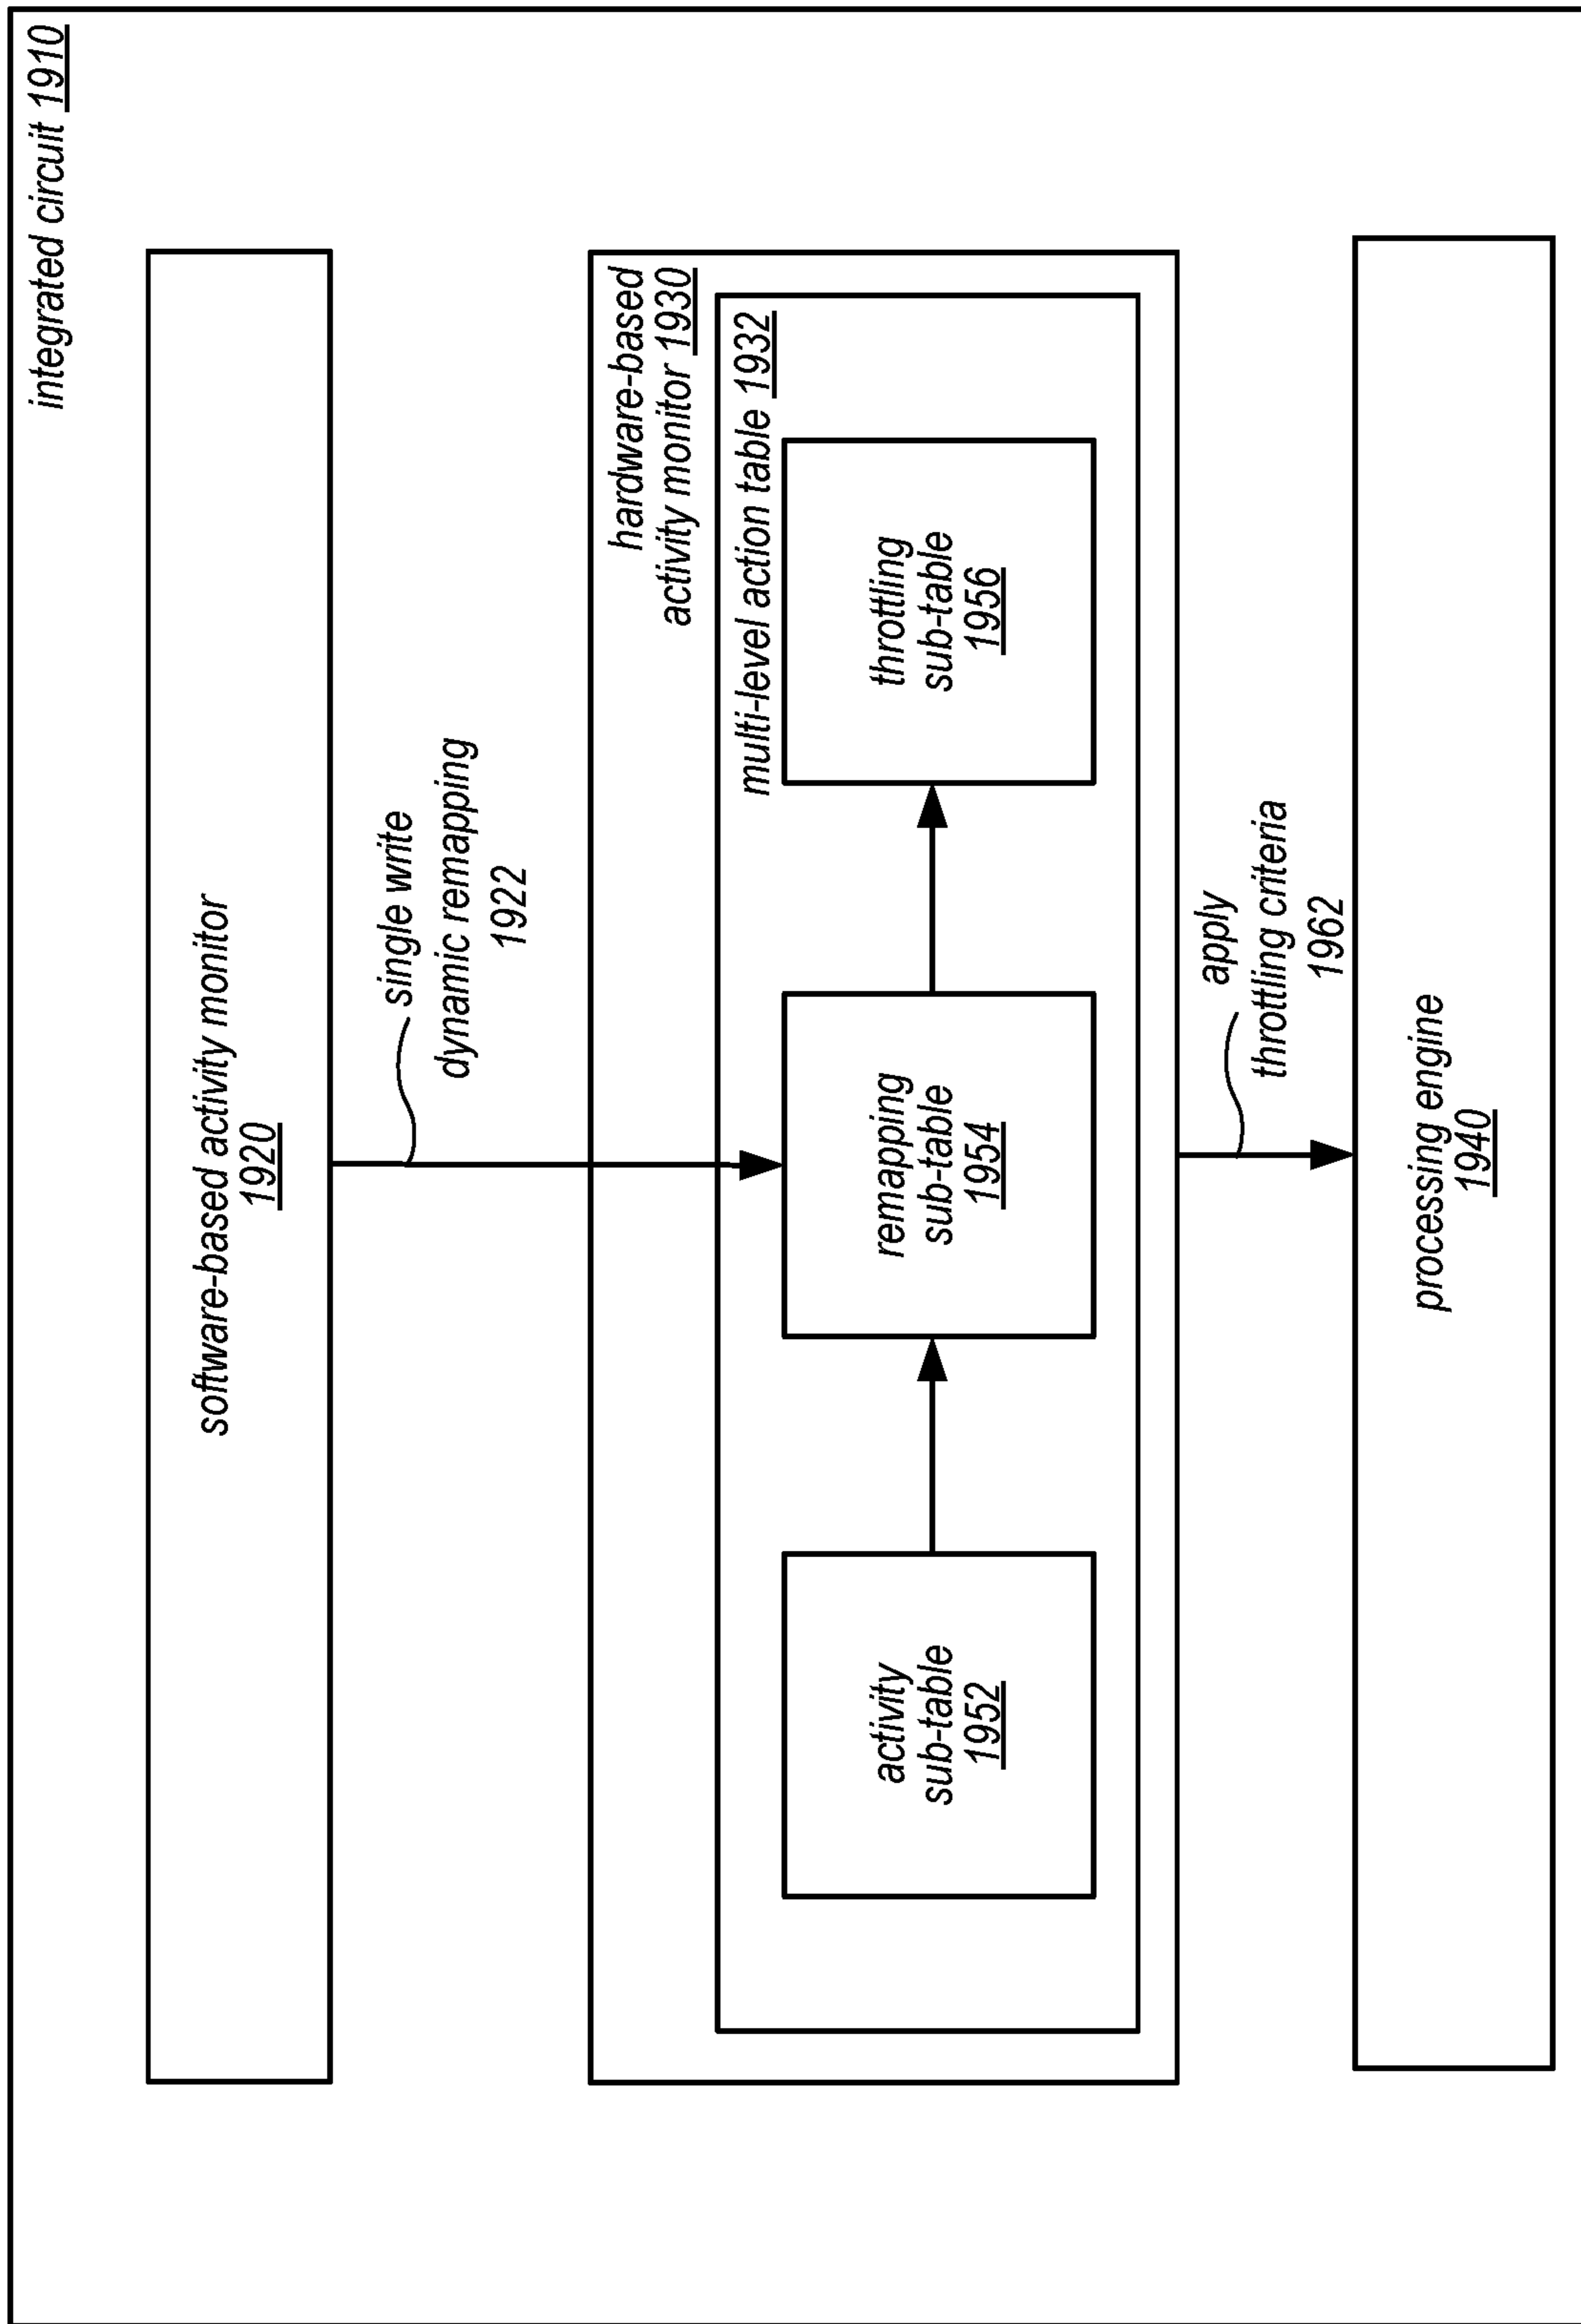 integrated circuit 1910
software-based activity monitor
1920
single write
dynamic remapping
1922
hardware-based
activity monitor 1930
multi-level action table 1932
activity
sub-table
1952
remapping
sub-table
1954
throttling
sub-table
1956
apply
throttling criteria
1962
processing engine
1940